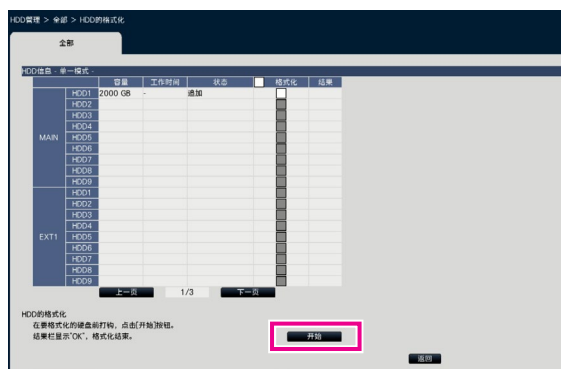 HDD管理 > 全部 > HDD的格式化
全部
HDD信息 - 单一模式 -
容量 工作时间 状态 格式化 结果
MAIN
HDD1 2000 GB - 追加
HDD2
HDD3
HDD4
HDD5
HDD6
HDD7
HDD8
HDD9
EXT1
HDD1
HDD2
HDD3
HDD4
HDD5
HDD6
HDD7
HDD8
HDD9
上一页 1/3 下一页
HDD的格式化
在要格式化的硬盘前打钩，点击[开始]按钮。
结果栏显示"OK"，格式化结束。
开始
返回